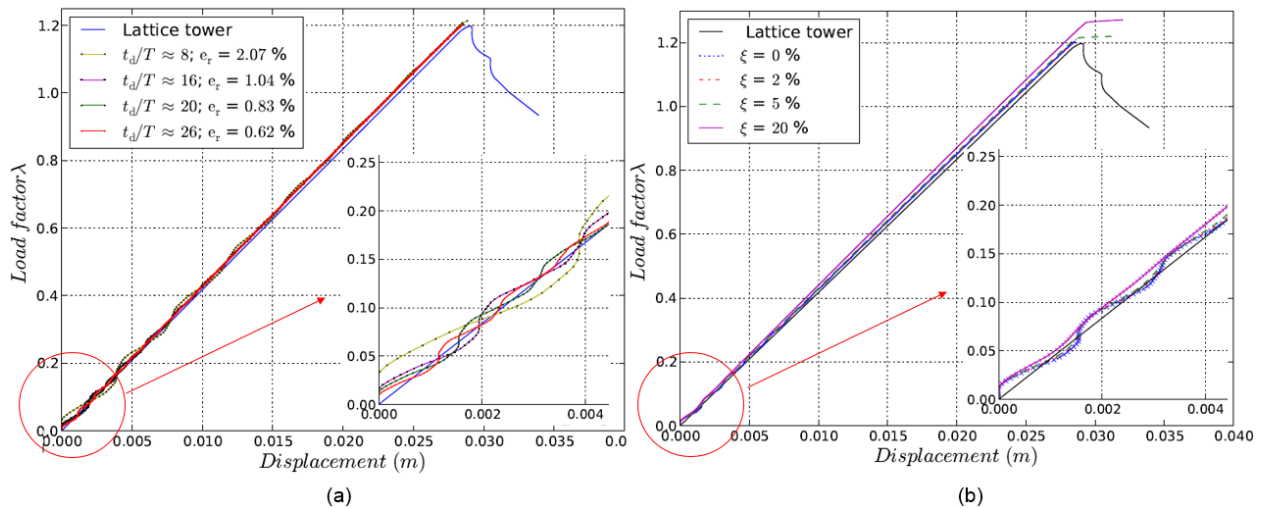 Lattice tower
t_d/T ≈ 8; e_r = 2.07 %
t_d/T ≈ 16; e_r = 1.04 %
t_d/T ≈ 20; e_r = 0.83 %
t_d/T ≈ 26; e_r = 0.62 %
1.2
1.0
0.8
0.6
0.4
0.2
0.0
Load factor λ
0.25
0.20
0.15
0.10
0.05
0.00
0.000 0.002 0.004
0.000 0.005 0.010 0.015 0.020 0.025 0.030 0.035 0.0
Displacement (m)
(a)
Lattice tower
ξ = 0 %
ξ = 2 %
ξ = 5 %
ξ = 20 %
1.2
1.0
0.8
0.6
0.4
0.2
0.0
Load factor λ
0.25
0.20
0.15
0.10
0.05
0.00
0.000 0.002 0.004
0.000 0.005 0.010 0.015 0.020 0.025 0.030 0.035 0.040
Displacement (m)
(b)